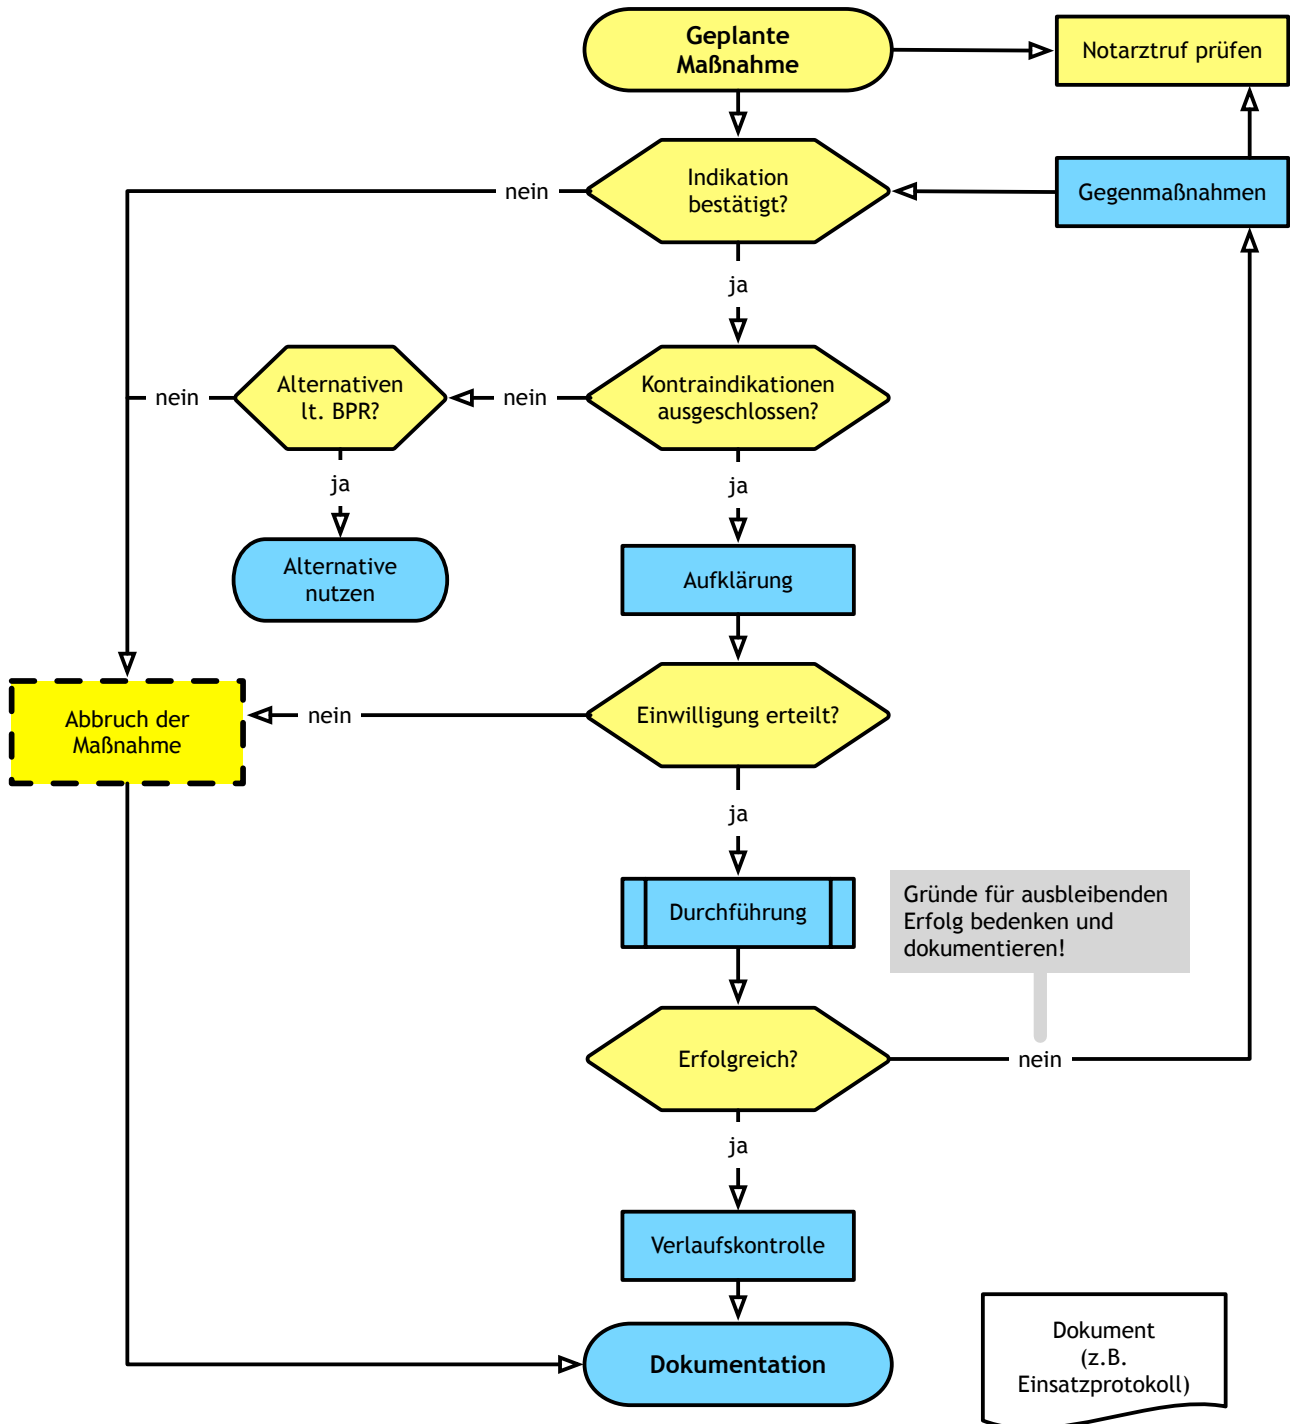 Geplante
Maßnahme
Notarztruf prüfen
nein
Indikation
bestätigt?
Gegenmaßnahmen
ja
nein
Alternativen
lt. BPR?
nein
Kontraindikationen
ausgeschlossen?
ja
ja
Alternative
nutzen
Aufklärung
Abbruch der
Maßnahme
nein
Einwilligung erteilt?
ja
Durchführung
Gründe für ausbleibenden
Erfolg bedenken und
dokumentieren!
Erfolgreich?
nein
ja
Verlaufskontrolle
Dokumentation
Dokument
(z.B.
Einsatzprotokoll)